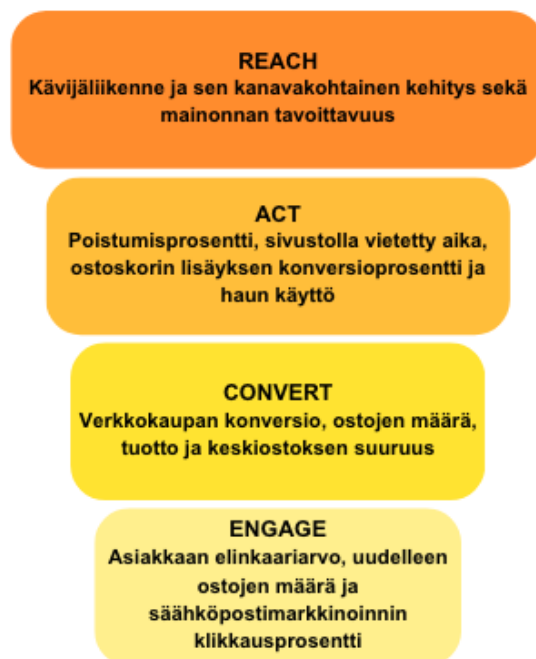 REACH
Kävijäliikenne ja sen kanavakohtainen kehitys sekä
mainonnan tavoittavuus
ACT
Poistumisprosentti, sivustolla vietetty aika,
ostoskorin lisäyksen konversioprosentti ja
haun käyttö
CONVERT
Verkkokaupan konversio, ostojen määrä,
tuotto ja keskiostoksen suuruus
ENGAGE
Asiakkaan elinkaariarvo, uudelleen
ostojen määrä ja
säähköpostimarkkinoinnin
klikkausprosentti